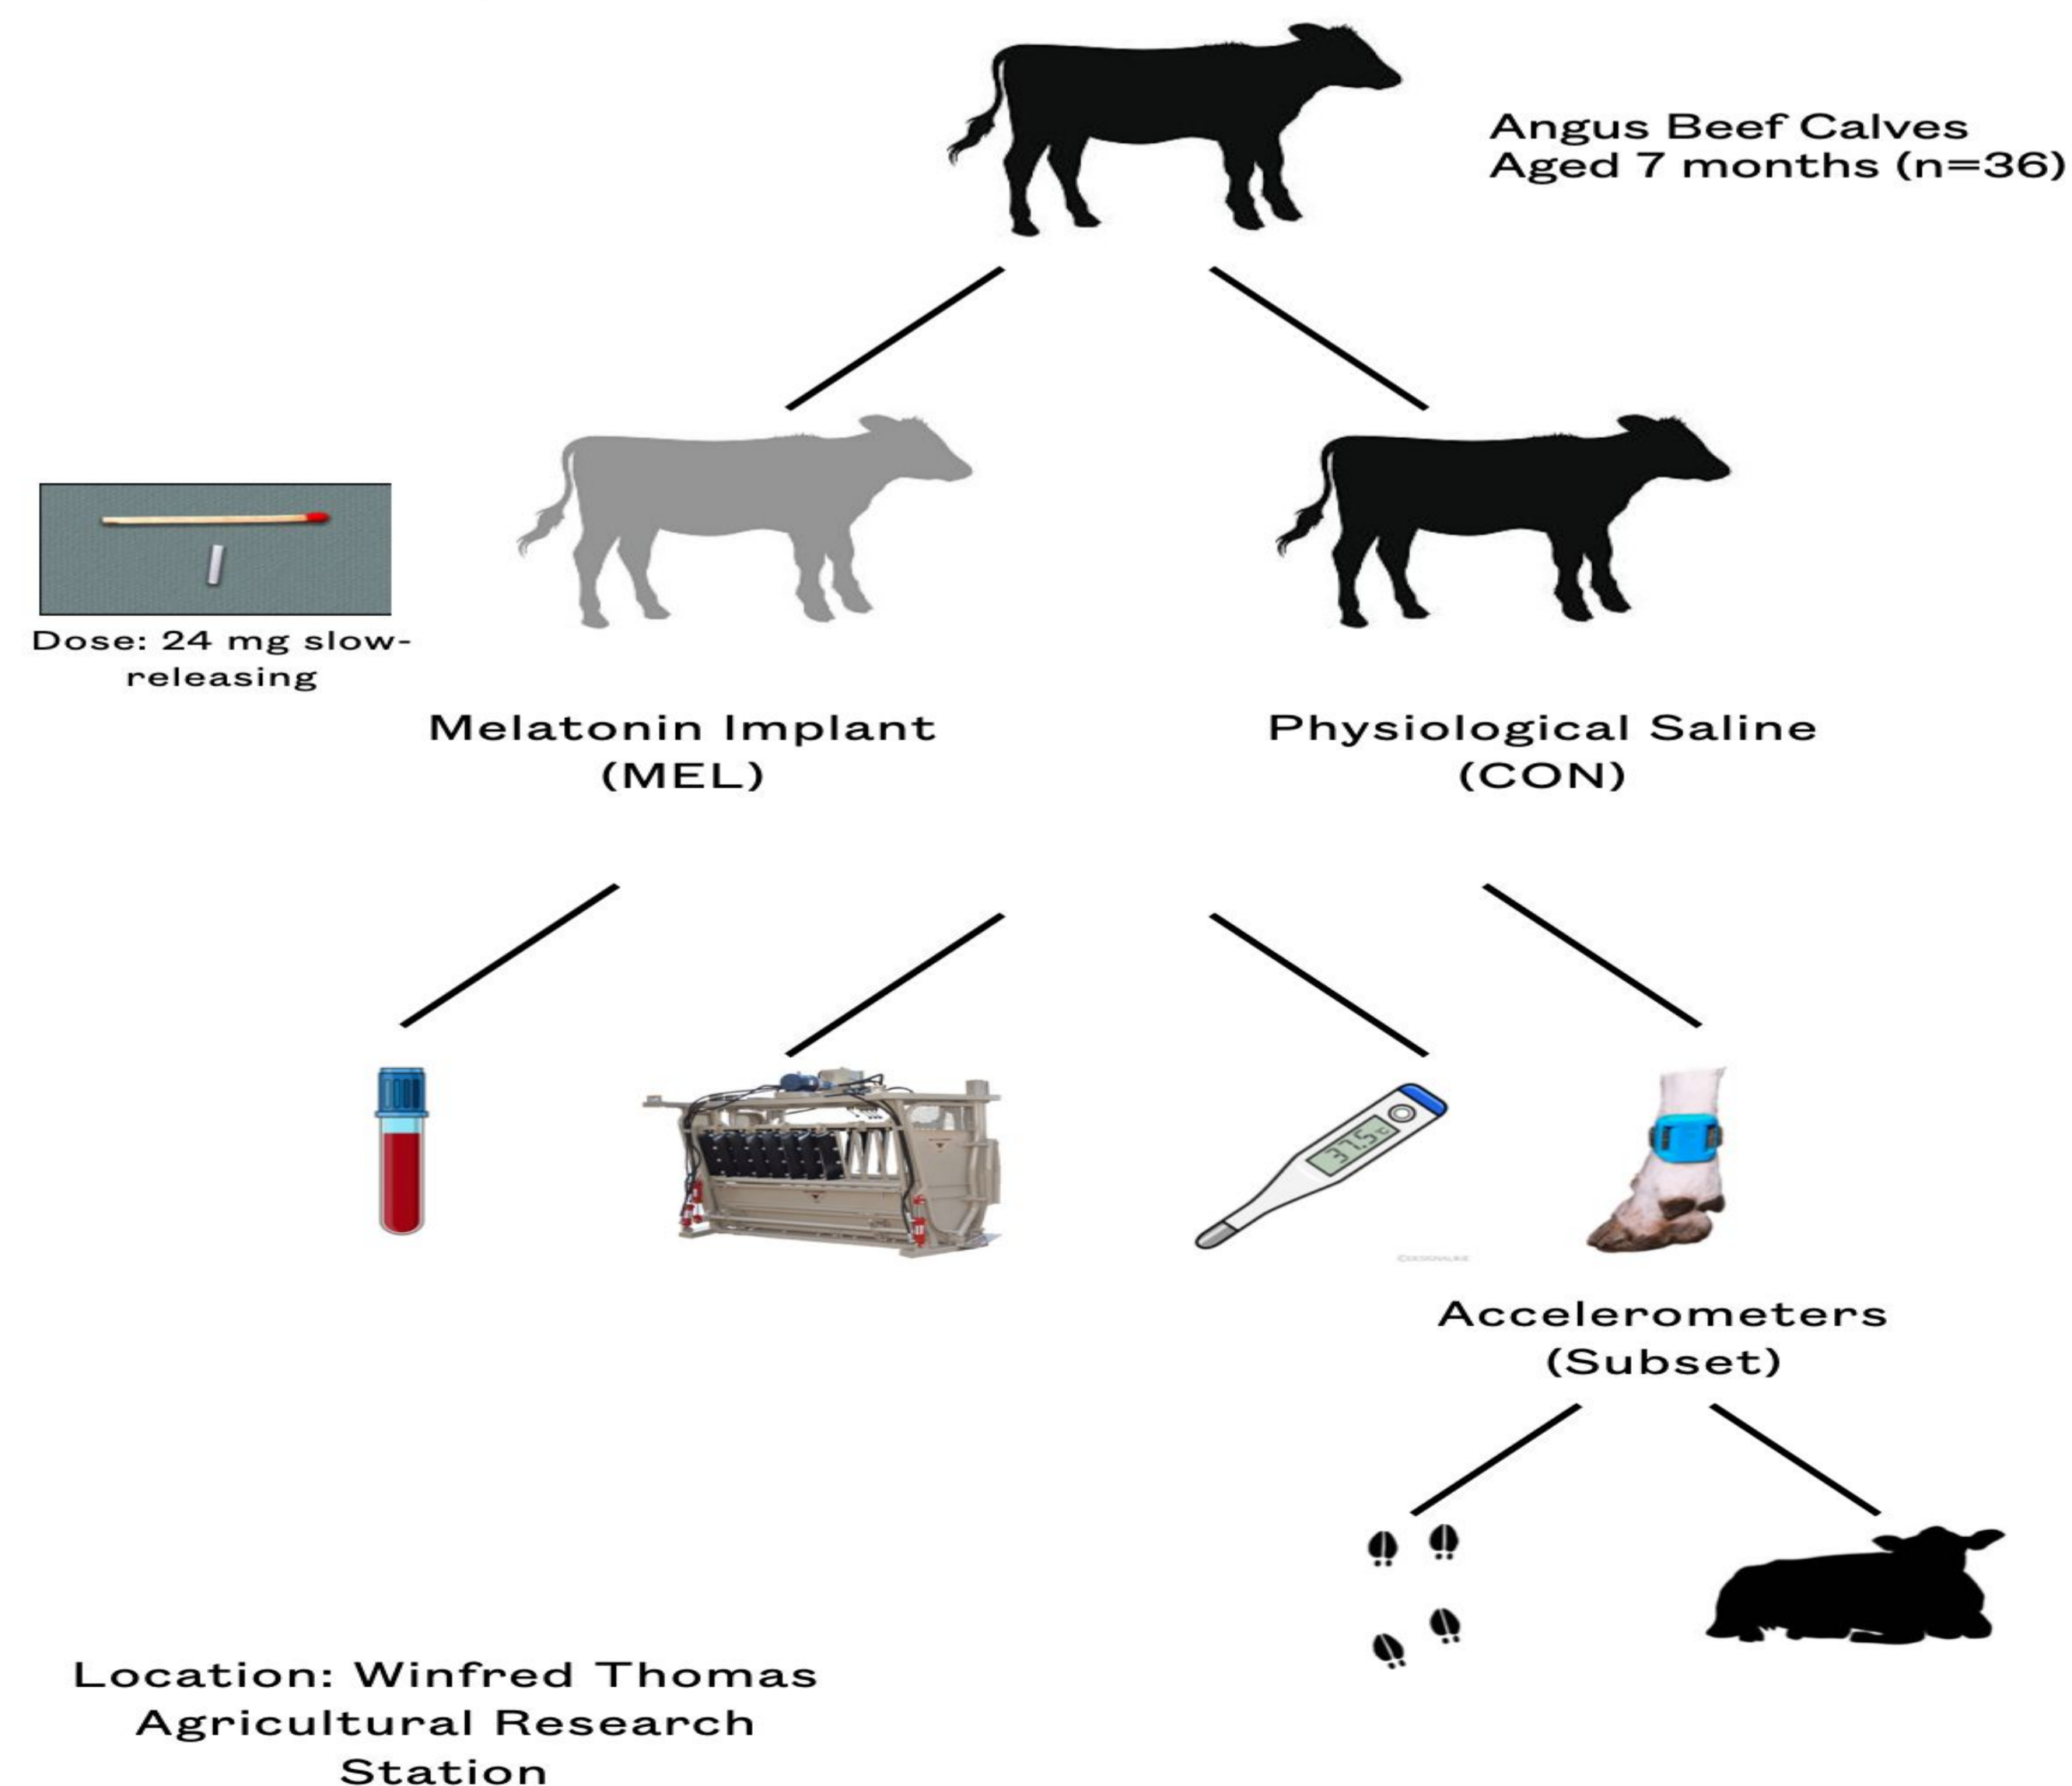 Angus Beef Calves
Aged 7 months (n=36)
Dose: 24 mg slow-
releasing
Melatonin Implant
(MEL)
Physiological Saline
(CON)
37.5 c
©DESIGNALIKIE
Accelerometers
(Subset)
Location: Winfred Thomas
Agricultural Research
Station